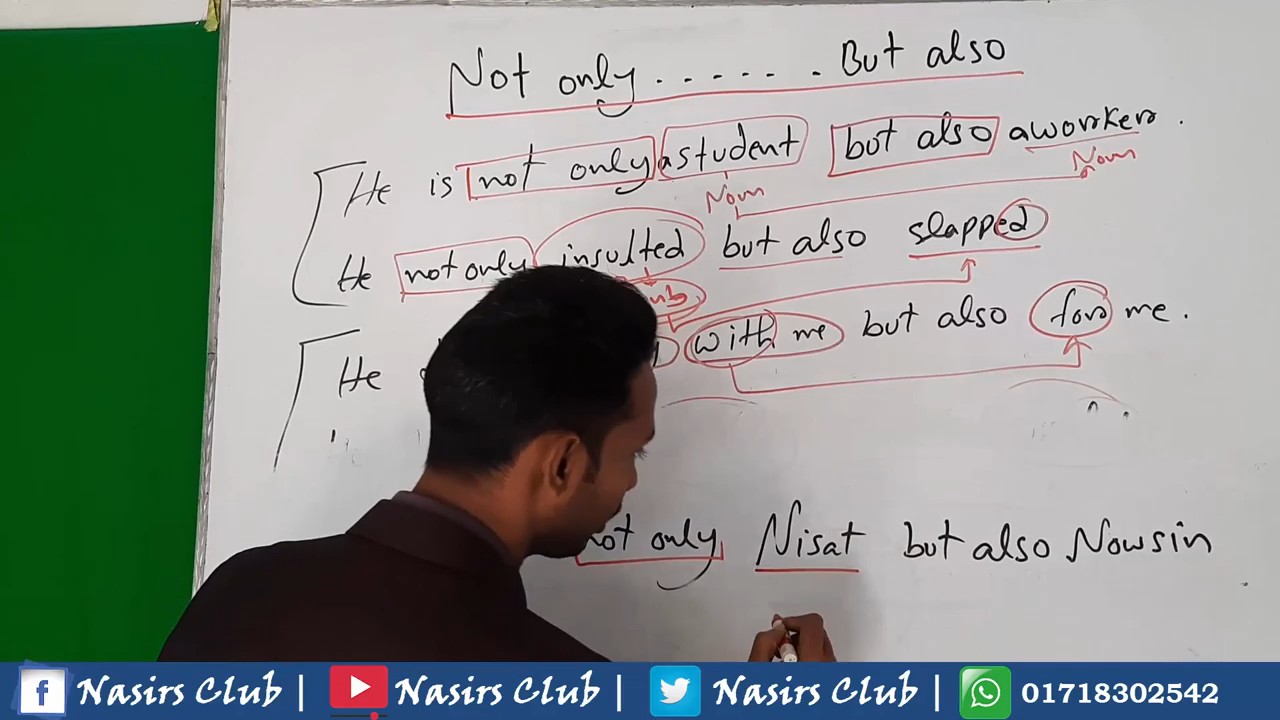 Not only . . . . . . . But also
He is not only a student but also a worker .
Noun
Noun
He not only insulted but also slapped
He with me but also for me .
not only Nisat but also Nowsin
Nasirs Club | Nasirs Club | Nasirs Club | 01718302542